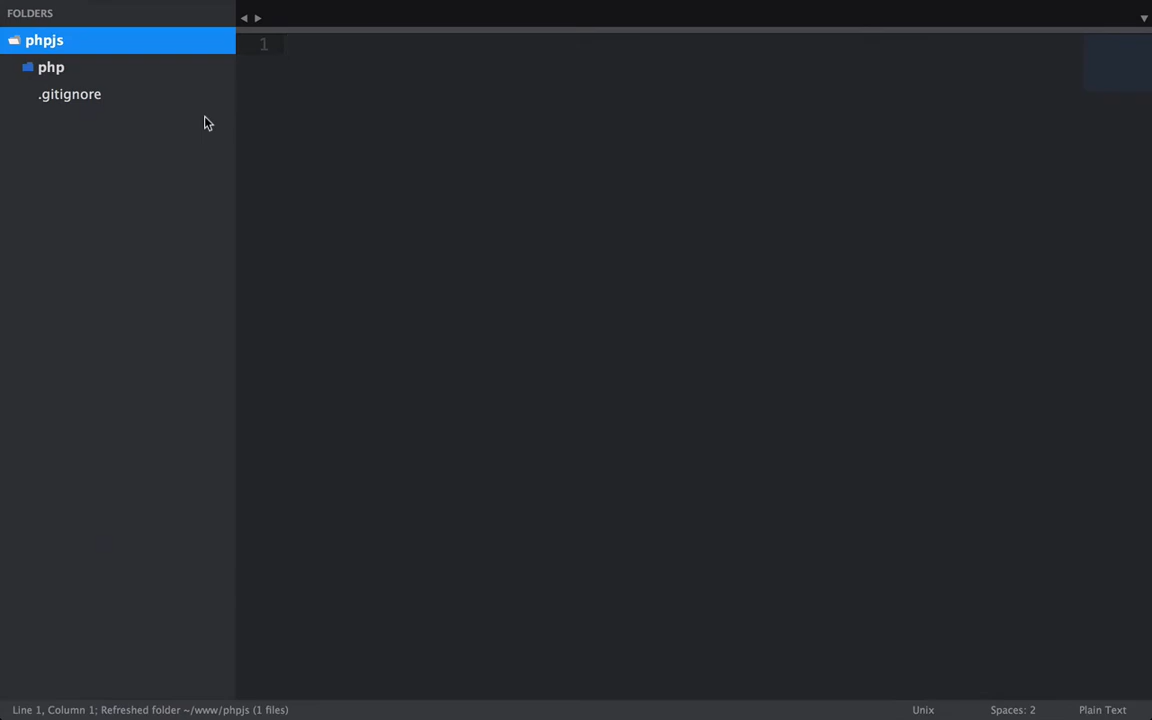 FOLDERS
phpjs
php
.gitignore
1
Line 1, Column 1; Refreshed folder ~/www/phpjs (1 files)
Unix
Spaces: 2
Plain Text